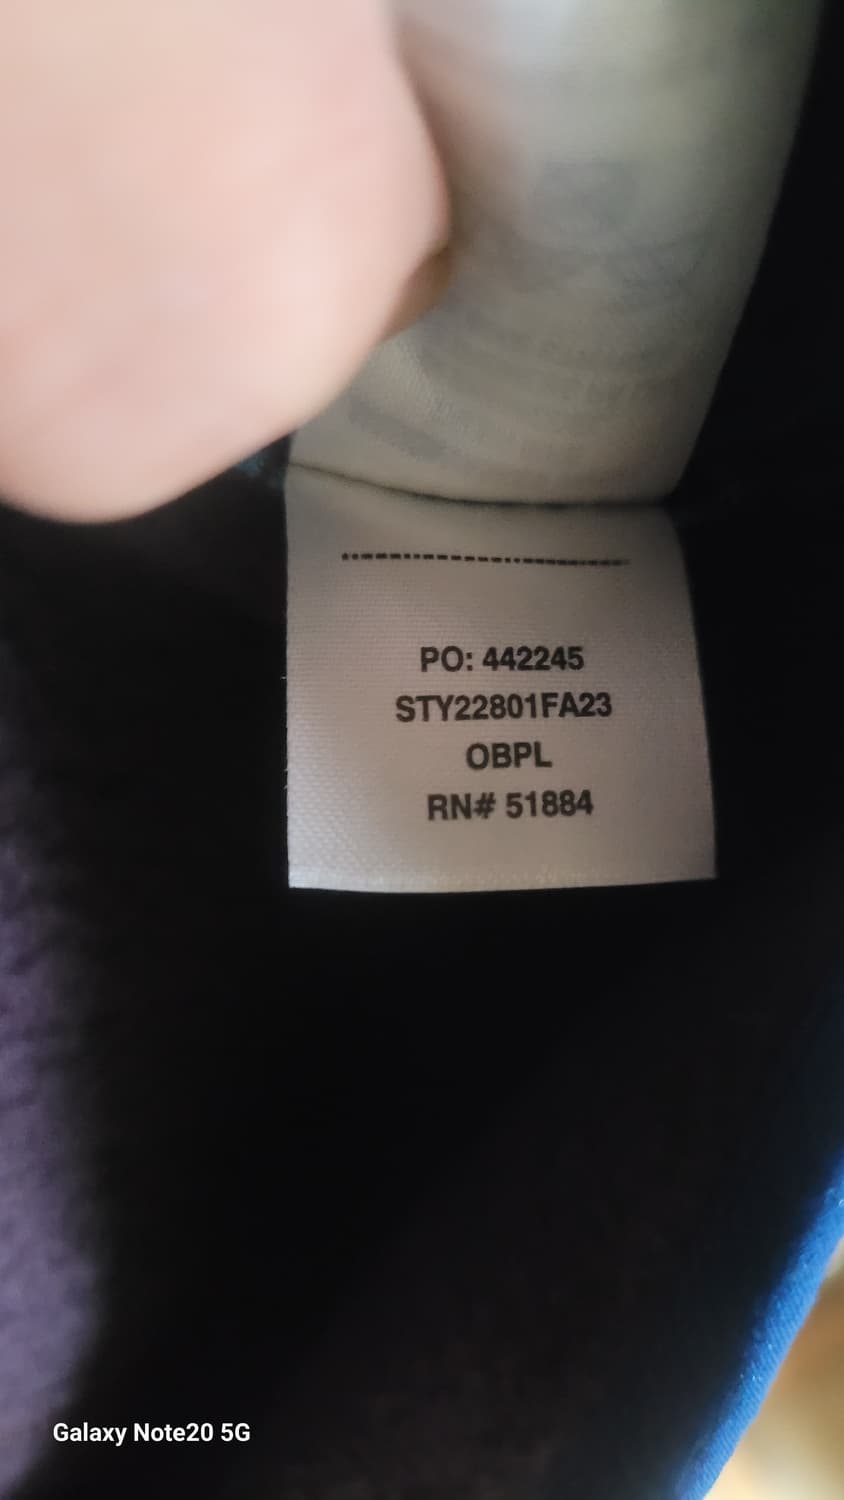 PO: 442245
STY22801FA23
OBPL
RN# 51884
Galaxy Note20 5G